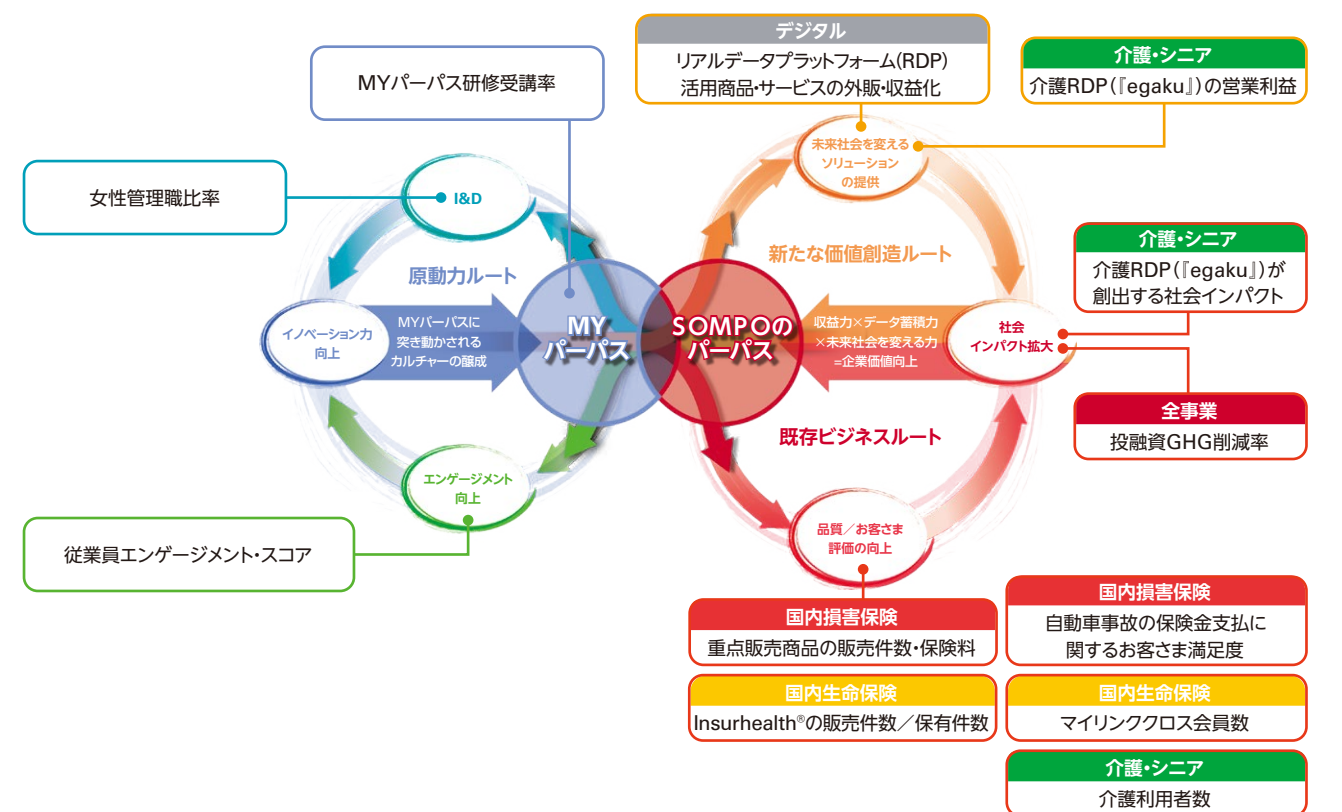 デジタル
リアルデータプラットフォーム(RDP)
活用商品・サービスの外販・収益化
介護・シニア
介護RDP(『egaku』)の営業利益
MYパーパス研修受講率
女性管理職比率
I&D
未来社会を変える
ソリューション
の提供
原動力ルート
新たな価値創造ルート
介護・シニア
介護RDP(『egaku』)が
創出する社会インパクト
イノベーション力
向上
MYパーパスに
突き動かされる
カルチャーの醸成
MY
パーパス
SOMPOの
パーパス
収益力×データ蓄積力
×未来社会を変える力
=企業価値向上
社会
インパクト拡大
全事業
投融資GHG削減率
既存ビジネスルート
エンゲージメント
向上
品質／お客さま
評価の向上
従業員エンゲージメント・スコア
国内損害保険
重点販売商品の販売件数・保険料
国内損害保険
自動車事故の保険金支払に
関するお客さま満足度
国内生命保険
Insurhealth®の販売件数／保有件数
国内生命保険
マイリンククロス会員数
介護・シニア
介護利用者数